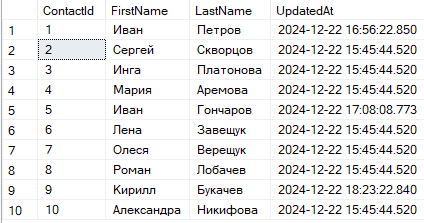 ContactId FirstName LastName UpdatedAt
1 1 Иван Петров 2024-12-22 16:56:22.850
2 2 Сергей Скворцов 2024-12-22 15:45:44.520
3 3 Инга Платонова 2024-12-22 15:45:44.520
4 4 Мария Аремова 2024-12-22 15:45:44.520
5 5 Иван Гончаров 2024-12-22 17:08:08.773
6 6 Лена Завещук 2024-12-22 15:45:44.520
7 7 Олеся Верещук 2024-12-22 15:45:44.520
8 8 Роман Лобачев 2024-12-22 15:45:44.520
9 9 Кирилл Букачев 2024-12-22 18:23:22.840
10 10 Александра Никифова 2024-12-22 15:45:44.520